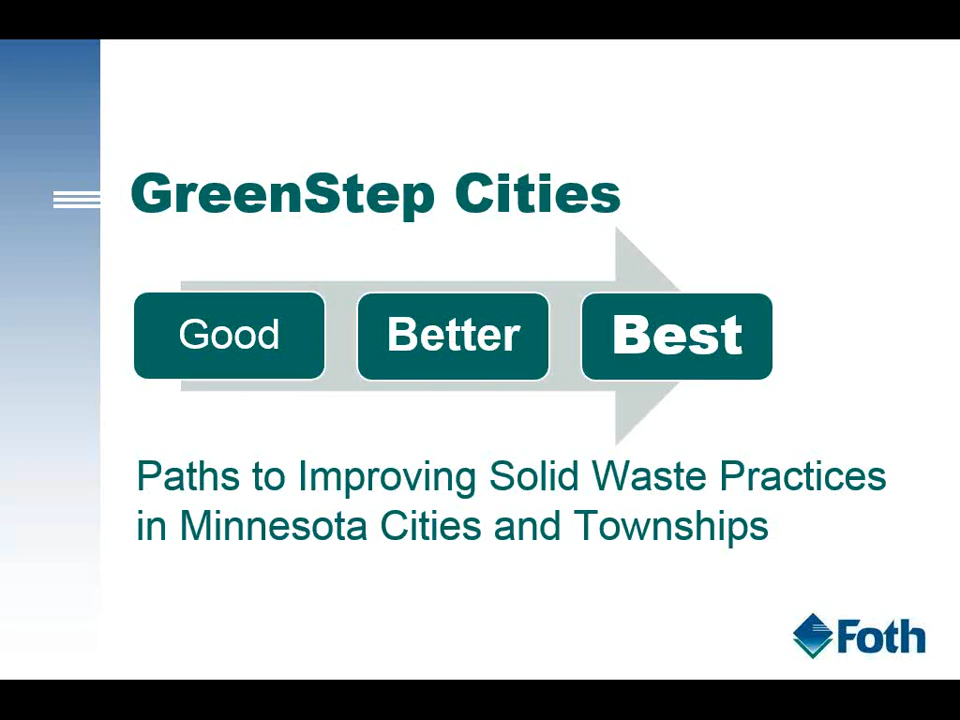 GreenStep Cities
Good Better Best
Paths to Improving Solid Waste Practices
in Minnesota Cities and Townships
Foth